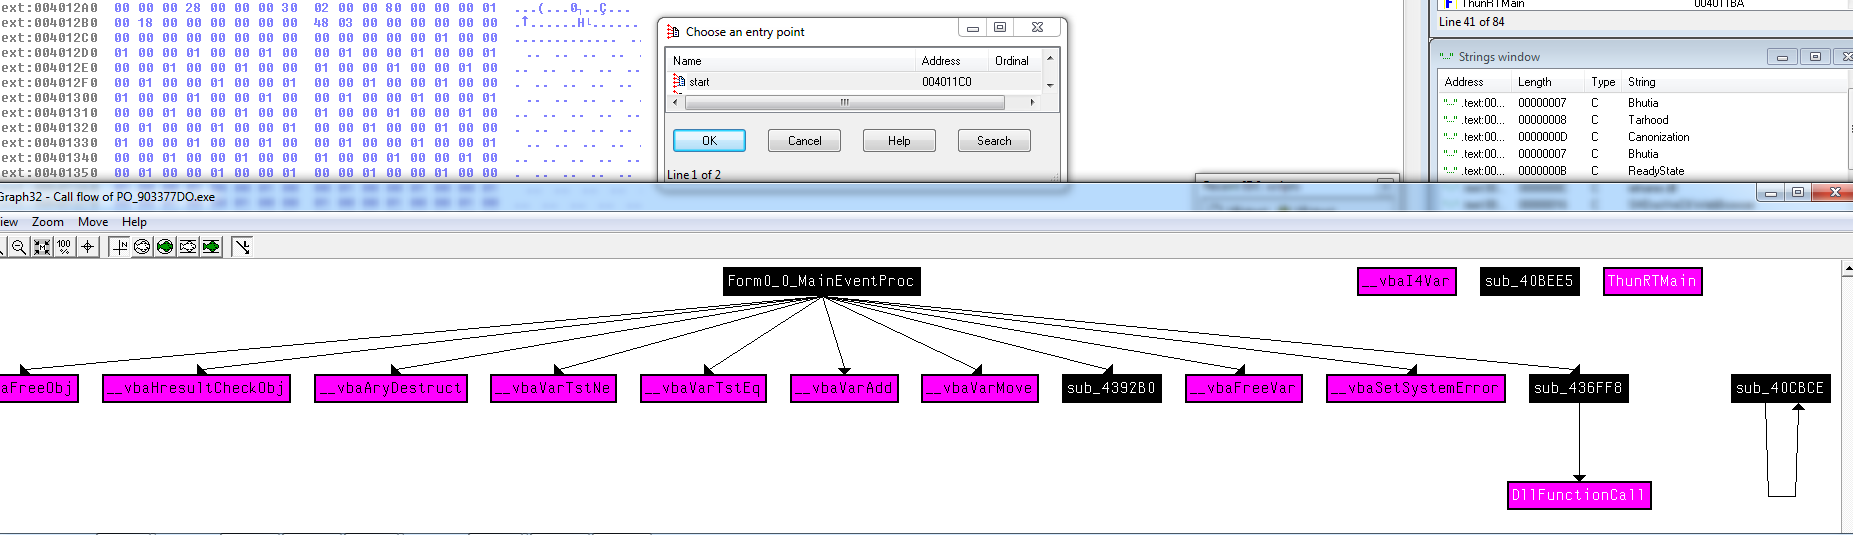 ext:004012A0 00 00 00 28 00 00 00 30 02 00 00 80 00 00 00 01 ...(...0...Ç...
ext:004012B0 00 18 00 00 00 00 00 00 48 03 00 00 00 00 00 00
ext:004012C0 00 00 00 00 00 00 00 00 00 00 00 00 00 01 00 00
ext:004012D0 01 00 00 01 00 00 01 00 00 01 00 00 01 00 00 01
ext:004012E0 00 00 01 00 00 01 00 00 01 00 00 01 00 00 01 00
ext:004012F0 00 01 00 00 01 00 00 01 00 00 01 00 00 01 00 00
ext:00401300 01 00 00 01 00 00 01 00 00 01 00 00 01 00 00 01
ext:00401310 00 00 01 00 00 01 00 00 01 00 00 01 00 00 01 00
ext:00401320 00 01 00 00 01 00 00 01 00 00 01 00 00 01 00 00
ext:00401330 01 00 00 01 00 00 01 00 00 01 00 00 01 00 00 01
ext:00401340 00 00 01 00 00 01 00 00 01 00 00 01 00 00 01 00
ext:00401350 00 01 00 00 01 00 00 01 00 00 01 00 00 01 00 00
Choose an entry point
Name Address Ordinal
start 004011C0
OK Cancel Help Search
Line 1 of 2
ThunRTMain 004011BA
Line 41 of 84
Strings window
Address Length Type String
.text:00... 00000007 C Bhutia
.text:00... 00000008 C Tarhood
.text:00... 0000000D C Canonization
.text:00... 00000007 C Bhutia
.text:00... 0000000B C ReadyState
Graph32 - Call flow of PO_903377DO.exe
iew Zoom Move Help
100 %
Form0_0_MainEventProc __vbaI4Var sub_40BEE5 ThunRTMain
aFreeObj __vbaHresultCheckObj __vbaAryDestruct __vbaVarTstNe __vbaVarTstEq __vbaVarAdd __vbaVarMove sub_4392B0 __vbaFreeVar __vbaSetSystemError sub_436FF8 sub_40CBCE
DllFunctionCall